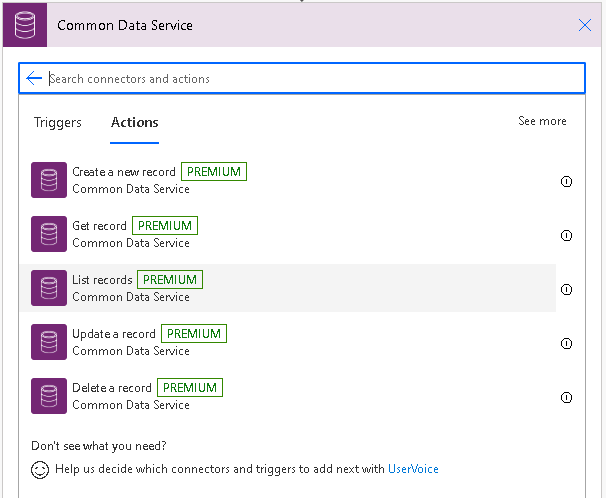 Common Data Service
Search connectors and actions
Triggers Actions See more
Create a new record PREMIUM
Common Data Service
Get record PREMIUM
Common Data Service
List records PREMIUM
Common Data Service
Update a record PREMIUM
Common Data Service
Delete a record PREMIUM
Common Data Service
Don't see what you need?
Help us decide which connectors and triggers to add next with UserVoice